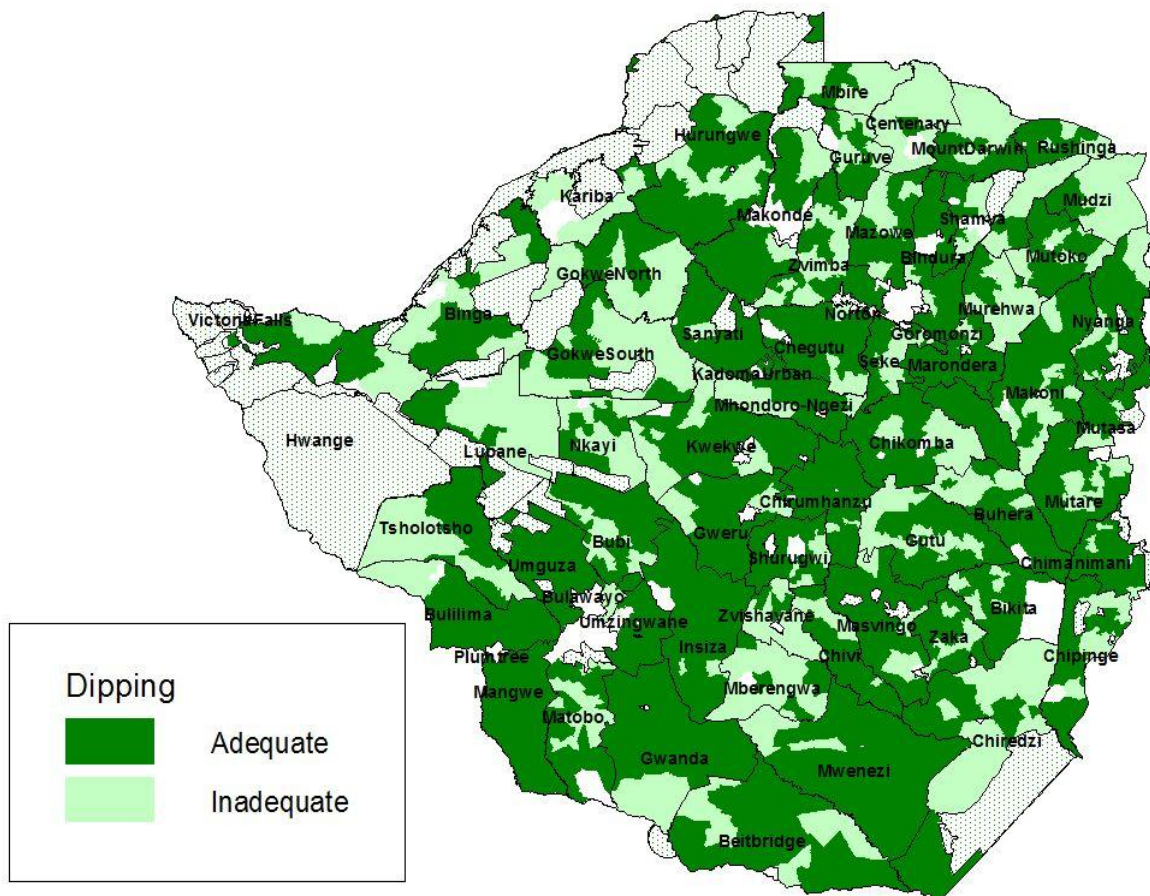 Mbire
Centenary
Hurungwe
MountDarwin
Rushinga
Guruve
Kariba
Mudzi
Makonde
Shamva
Mazowe
Bindura
Mutoko
Zvimba
GokweNorth
Murehwa
Binga
Norton
VictoriaFalls
Nyanga
Sanyati
Goromonzi
Chegutu
GokweSouth
Seke
Marondera
KadomaUrban
Makoni
Mhondoro-Ngezi
Mutasa
Hwange
Chikomba
Nkayi
Kwekwe
Lupane
Chirumhanzu
Mutare
Buhera
Tsholotsho
Gweru
Bubi
Gutu
Shurugwi
Umguza
Chimanimani
Bulawayo
Bikita
Bulilima
Zvishavane
Umzingwane
Masvingo
Zaka
Insiza
Chivi
Plumtree
Chipinge
Mberengwa
Mangwe
Matobo
Chiredzi
Gwanda
Mwenezi
Beitbridge
Dipping
Adequate
Inadequate